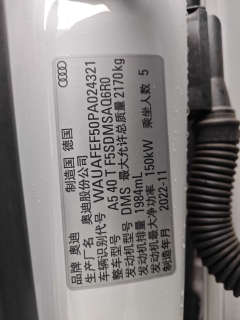 制造国 德国
品牌 奥迪
生产厂名 奥迪股份公司
车辆识别代号 WAUAFEF50PA024321
整车型号 A5 40 T F5SDMSAQ6R0
发动机型号 DMS 最大允许总质量 2170kg
发动机排量 1984mL
发动机最大净功率 150KW 乘坐人数 5
制造年月 2022-11